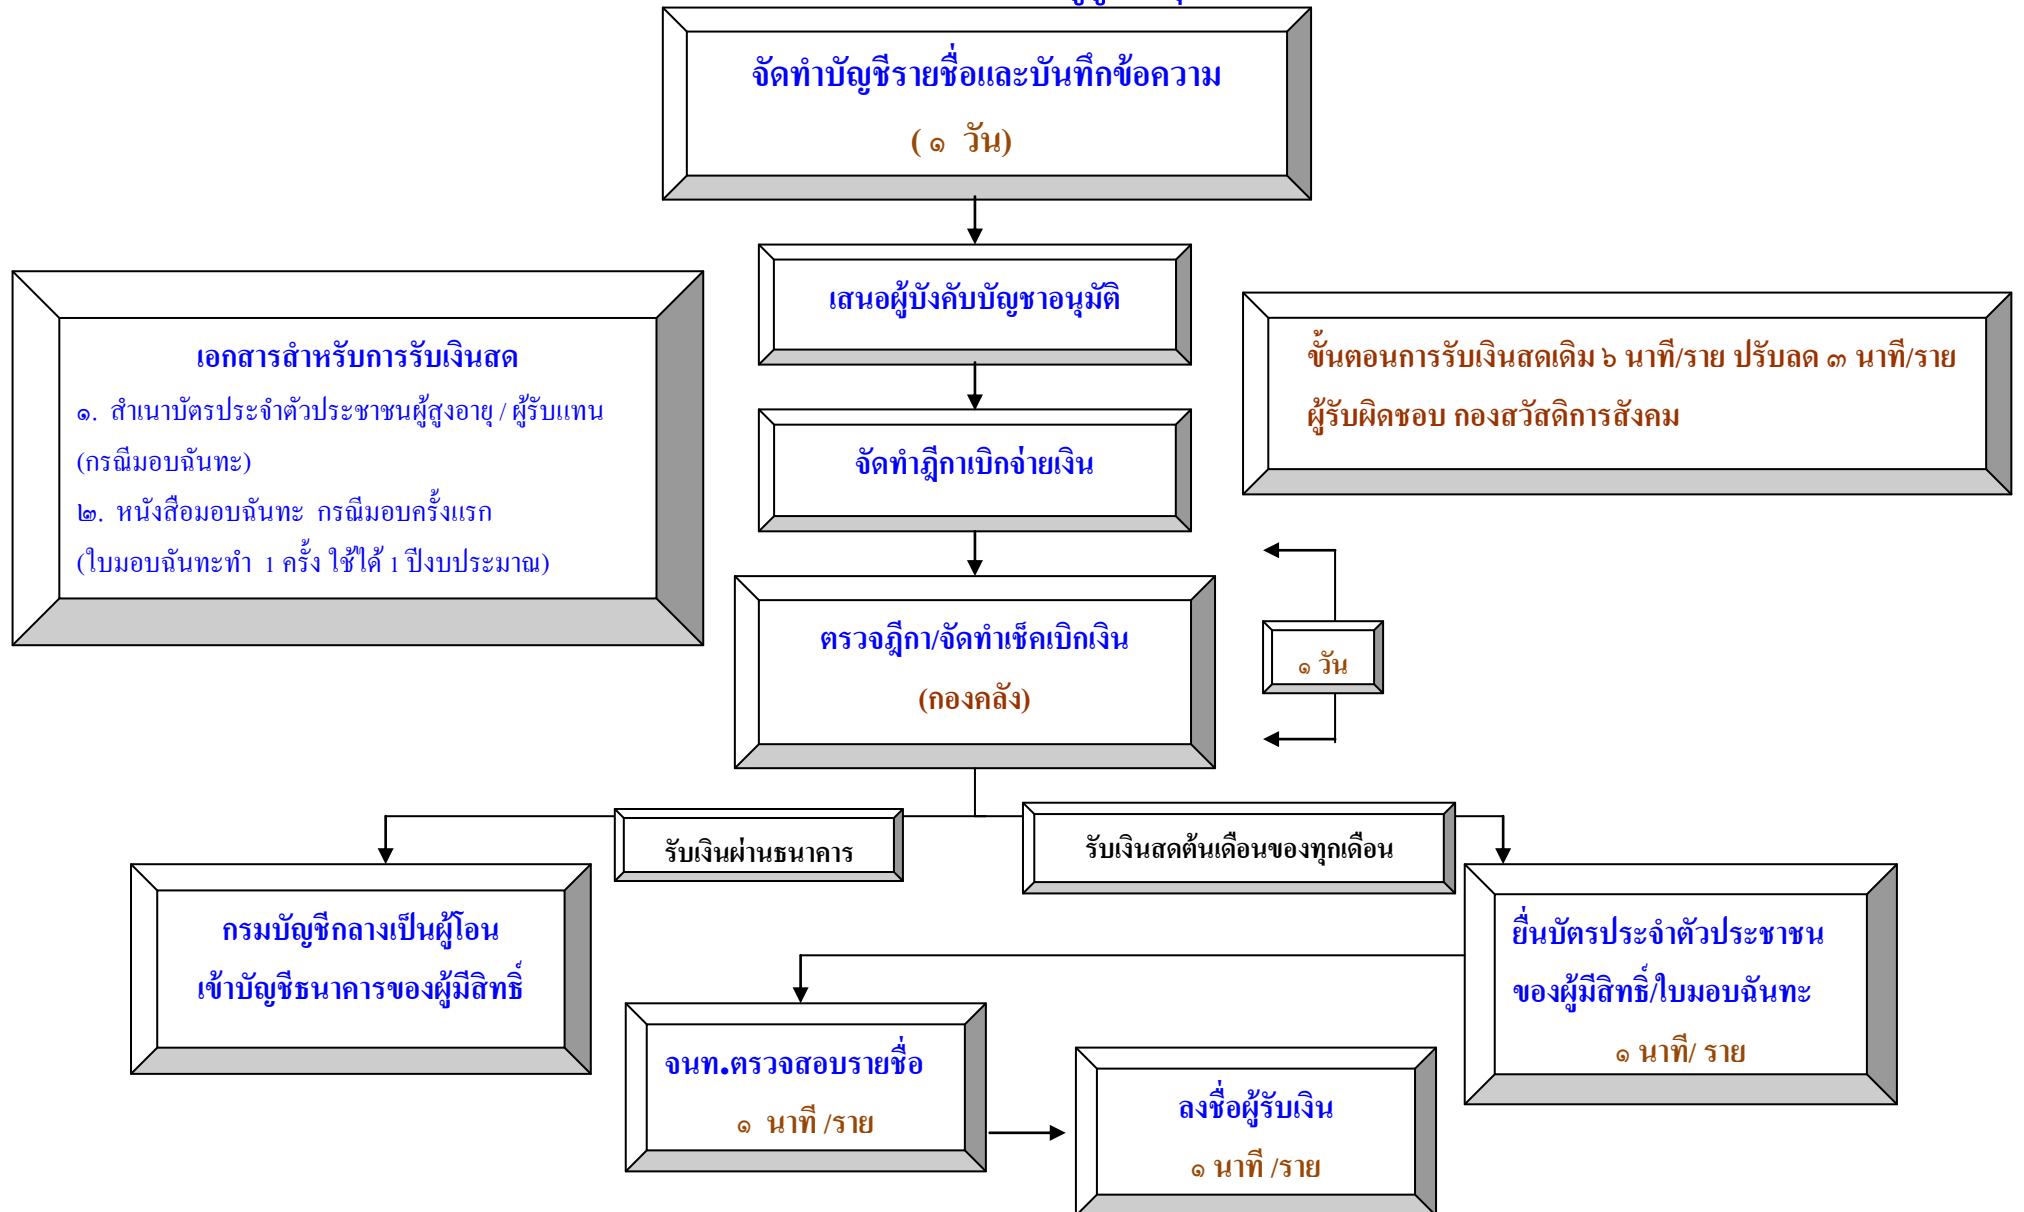 จัดทำบัญชีรายชื่อและบันทึกข้อความ
( ๑ วัน)
เสนอผู้บังคับบัญชาอนุมัติ
เอกสารสำหรับการรับเงินสด
๑. สำเนาบัตรประจำตัวประชาชนผู้สูงอายุ / ผู้รับแทน
(กรณีมอบฉันทะ)
๒. หนังสือมอบฉันทะ กรณีมอบครั้งแรก
(ใบมอบฉันทะทำ 1 ครั้ง ใช้ได้ 1 ปีงบประมาณ)
ขั้นตอนการรับเงินสดเดิม ๖ นาที/ราย ปรับลด ๓ นาที/ราย
ผู้รับผิดชอบ กองสวัสดิการสังคม
จัดทำฎีกาเบิกจ่ายเงิน
ตรวจฎีกา/จัดทำเช็คเบิกเงิน
(กองคลัง)
๑ วัน
รับเงินผ่านธนาคาร
รับเงินสดต้นเดือนของทุกเดือน
กรมบัญชีกลางเป็นผู้โอน
เข้าบัญชีธนาคารของผู้มีสิทธิ์
ยื่นบัตรประจำตัวประชาชน
ของผู้มีสิทธิ์/ใบมอบฉันทะ
๑ นาที/ ราย
จนท.ตรวจสอบรายชื่อ
๑ นาที /ราย
ลงชื่อผู้รับเงิน
๑ นาที /ราย